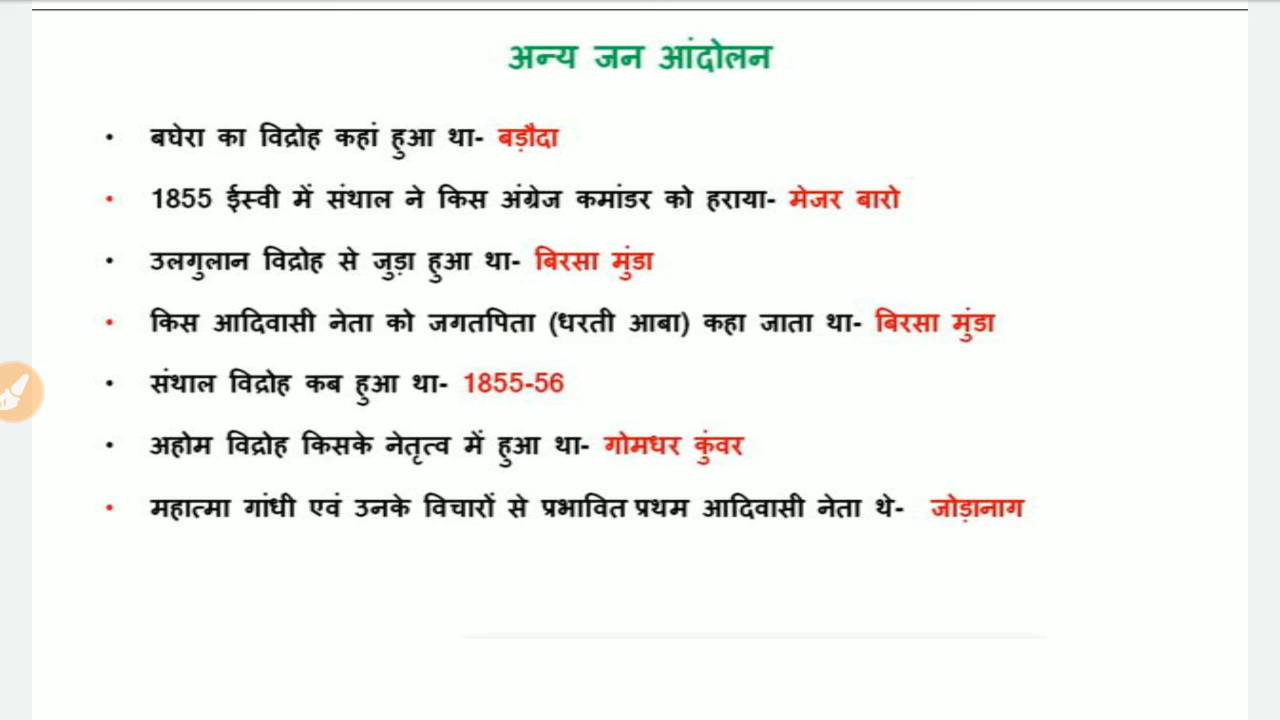 अन्य जन आंदोलन
• बघेरा का विद्रोह कहां हुआ था- बड़ौदा
• 1855 ईस्वी में संथाल ने किस अंग्रेज कमांडर को हराया- मेजर बारो
• उलगुलान विद्रोह से जुड़ा हुआ था- बिरसा मुंडा
• किस आदिवासी नेता को जगतपिता (धरती आबा) कहा जाता था- बिरसा मुंडा
• संथाल विद्रोह कब हुआ था- 1855-56
• अहोम विद्रोह किसके नेतृत्व में हुआ था- गोमधर कुंवर
• महात्मा गांधी एवं उनके विचारों से प्रभावित प्रथम आदिवासी नेता थे- जोड़ानाग